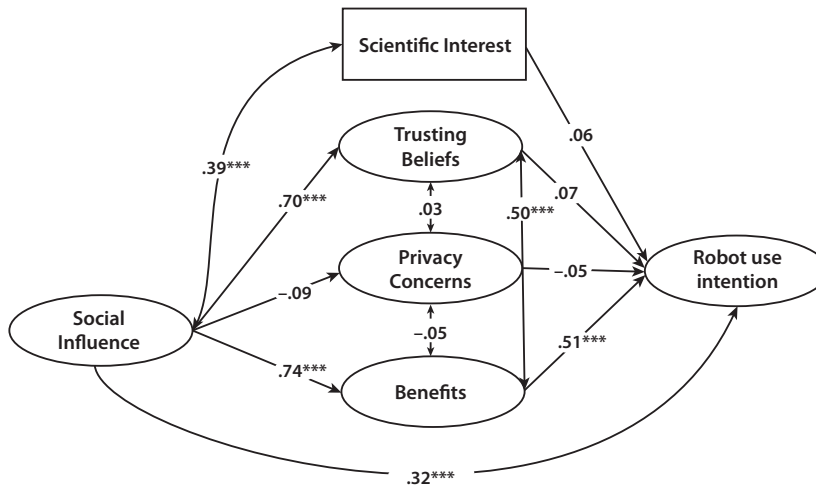 Scientific Interest
.06
Trusting
Beliefs
.39***
.70***
.03
.50***
.07
Privacy
Concerns
–.05
Robot use
intention
–.09
Social
Influence
–.05
.74***
.51***
Benefits
.32***